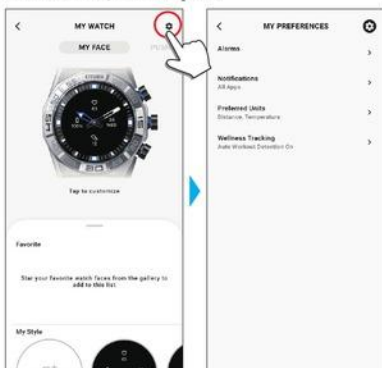 MY WATCH
MY FACE
CITIZEN
Tap to customize
Favorite
Star your favorite watch faces from the gallery to
add to this list
My Style
MY PREFERENCES
Alarms
Notifications
All Apps
Preferred Units
Distance, Temperature
Wellness Tracking
Auto Workout Detection On